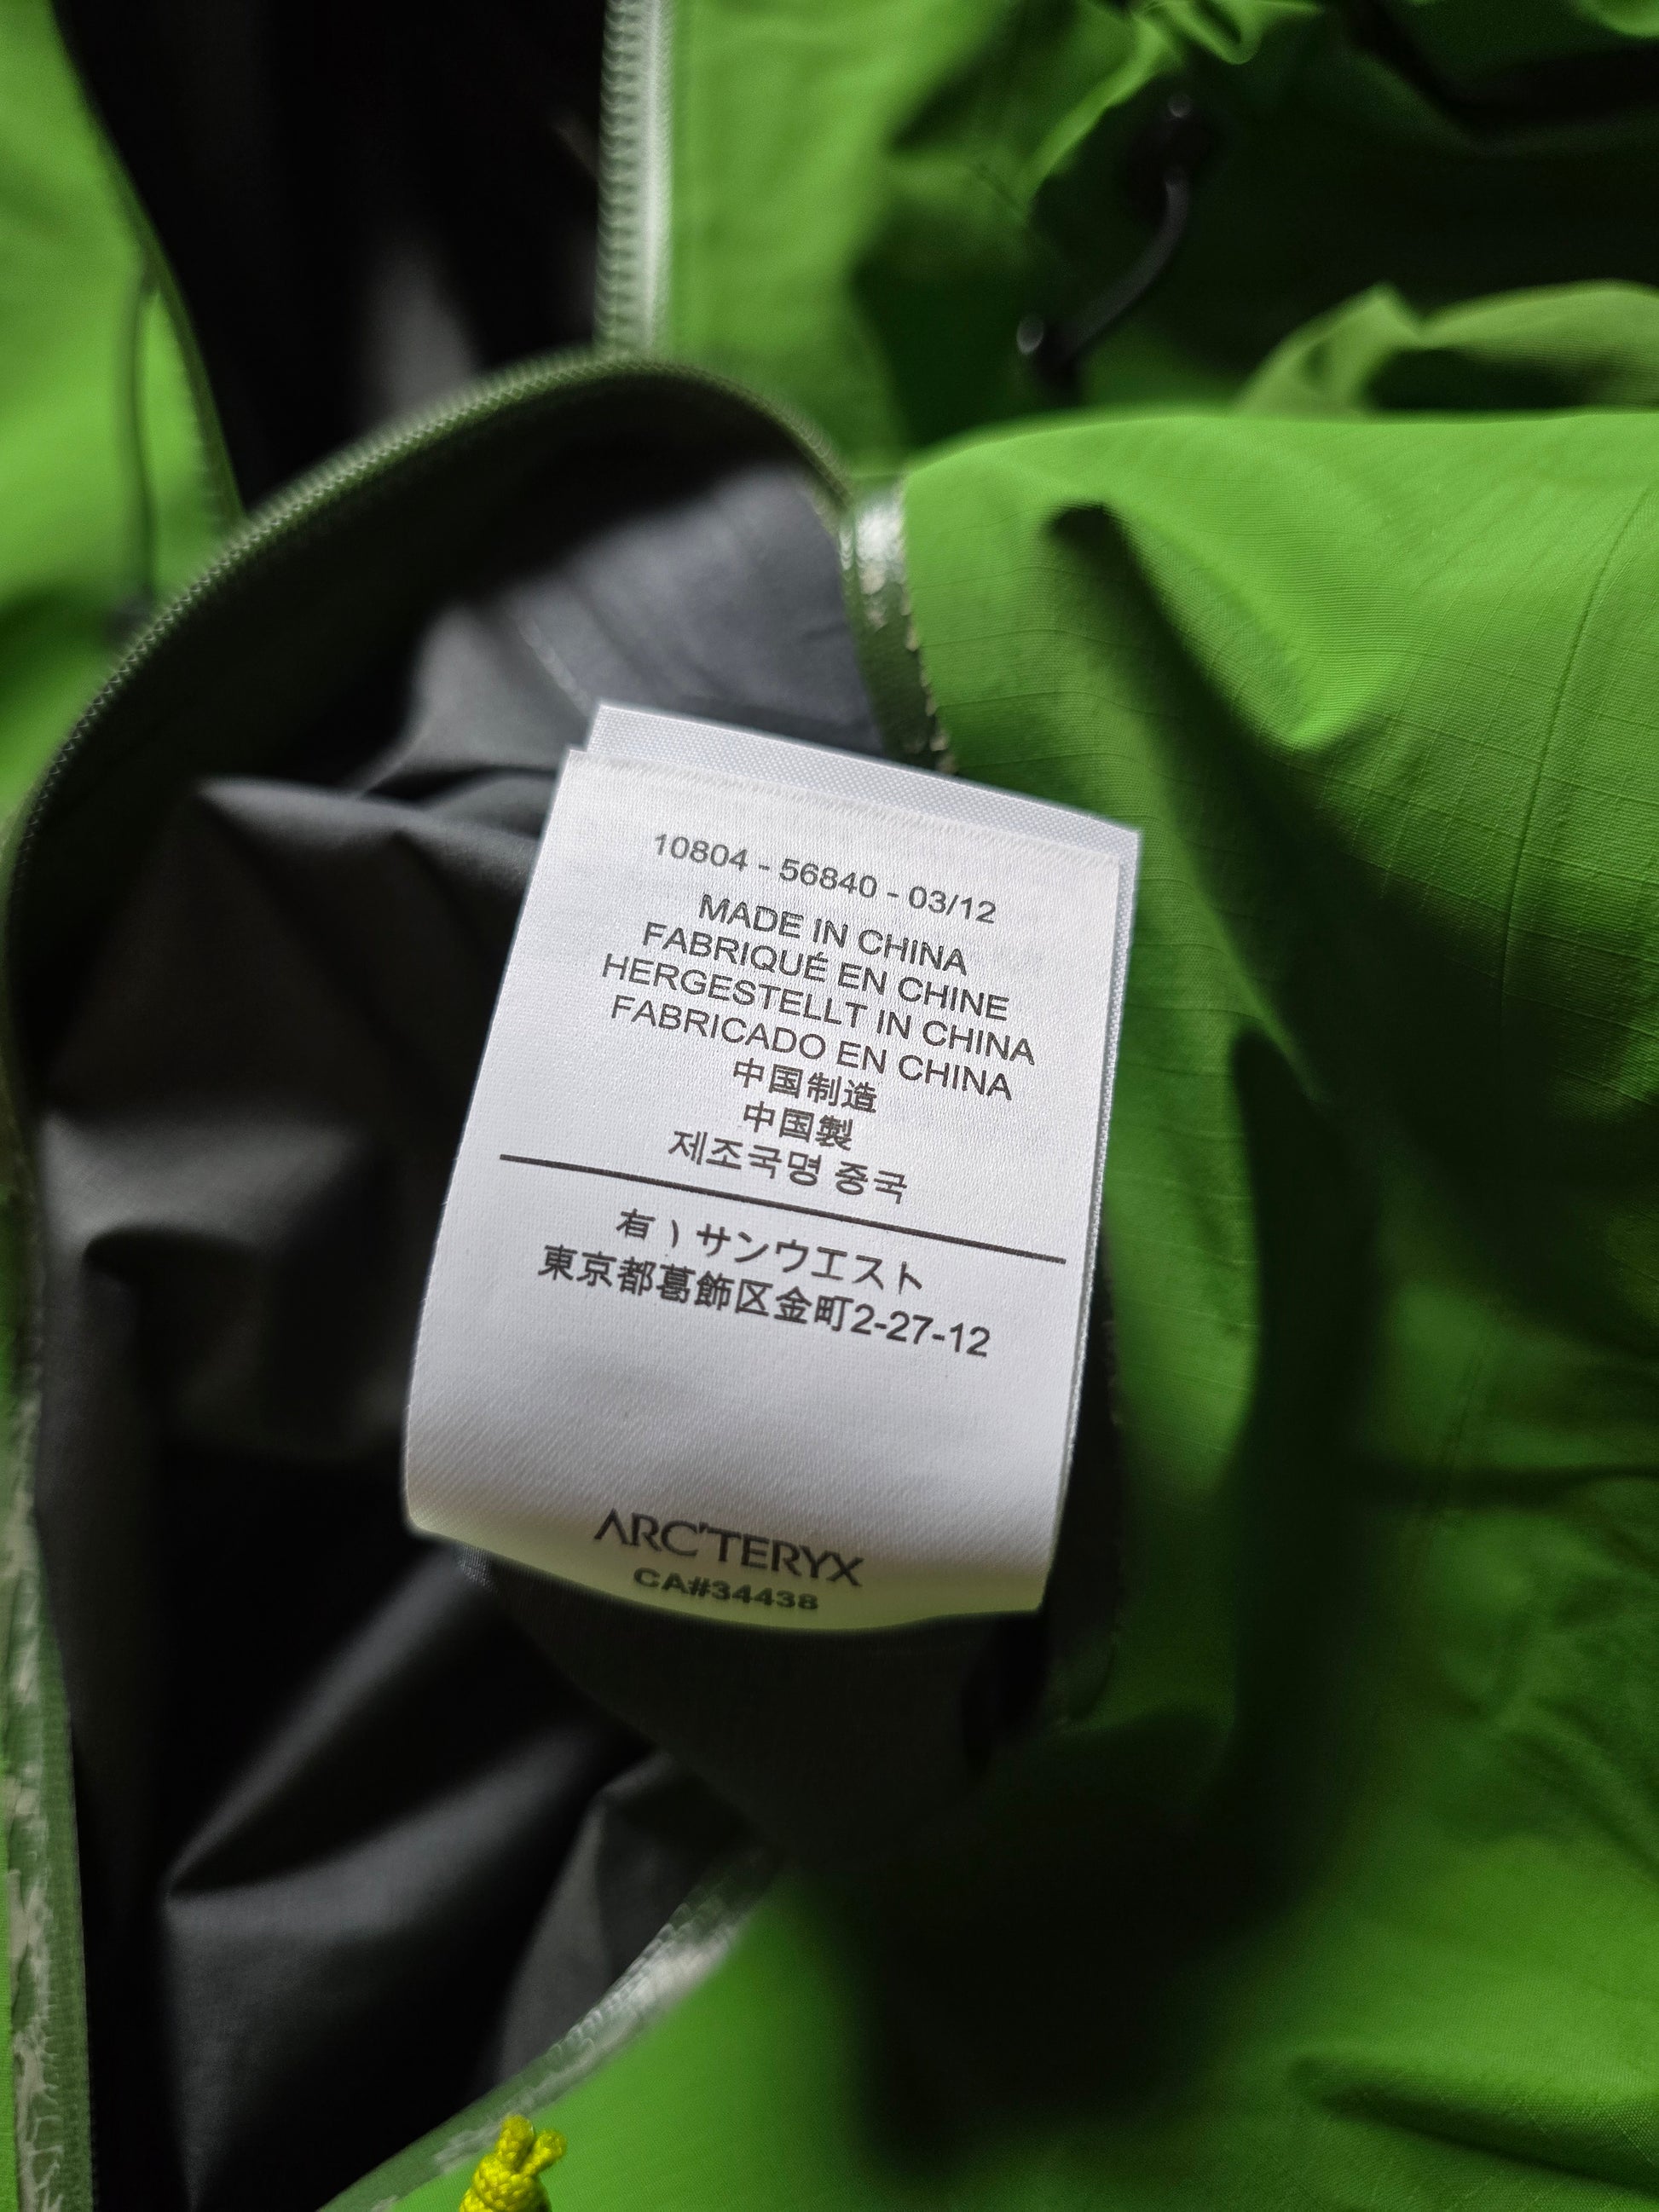 10804 - 56840 - 03/12
MADE IN CHINA
FABRIQUÉ EN CHINE
HERGESTELLT IN CHINA
FABRICADO EN CHINA
中国制造
中国製
제조국명 중국
有 ) サンウエスト
東京都葛飾区金町2-27-12
ARC'TERYX
CA#34438